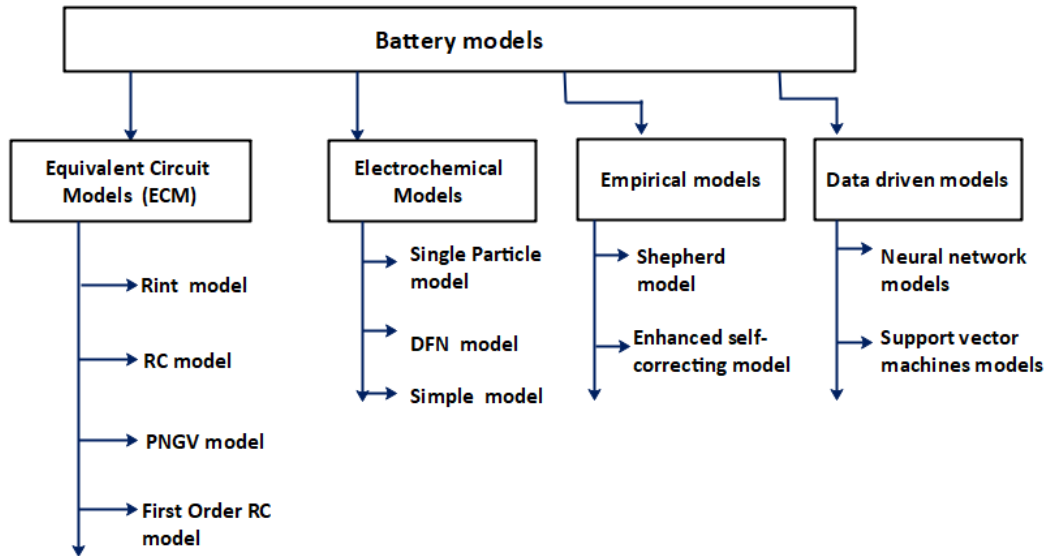 Battery models
Equivalent Circuit
Models (ECM)
Rint model
RC model
PNGV model
First Order RC
model
Electrochemical
Models
Single Particle
model
DFN model
Simple model
Empirical models
Shepherd
model
Enhanced self-
correcting model
Data driven models
Neural network
models
Support vector
machines models